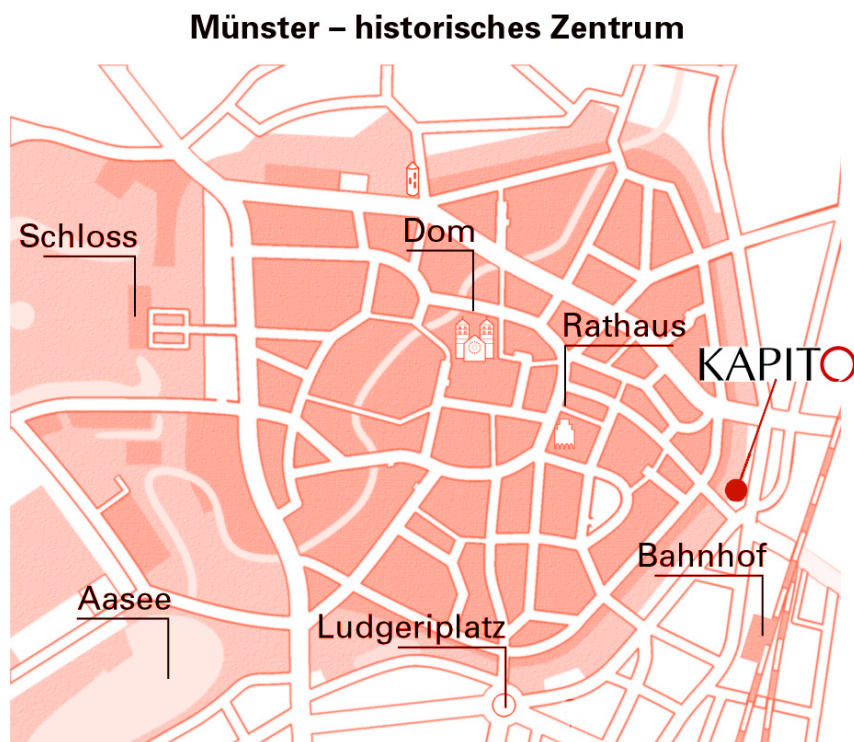 Münster – historisches Zentrum
Schloss
Dom
Rathaus
KAPITO
Bahnhof
Aasee
Ludgeriplatz